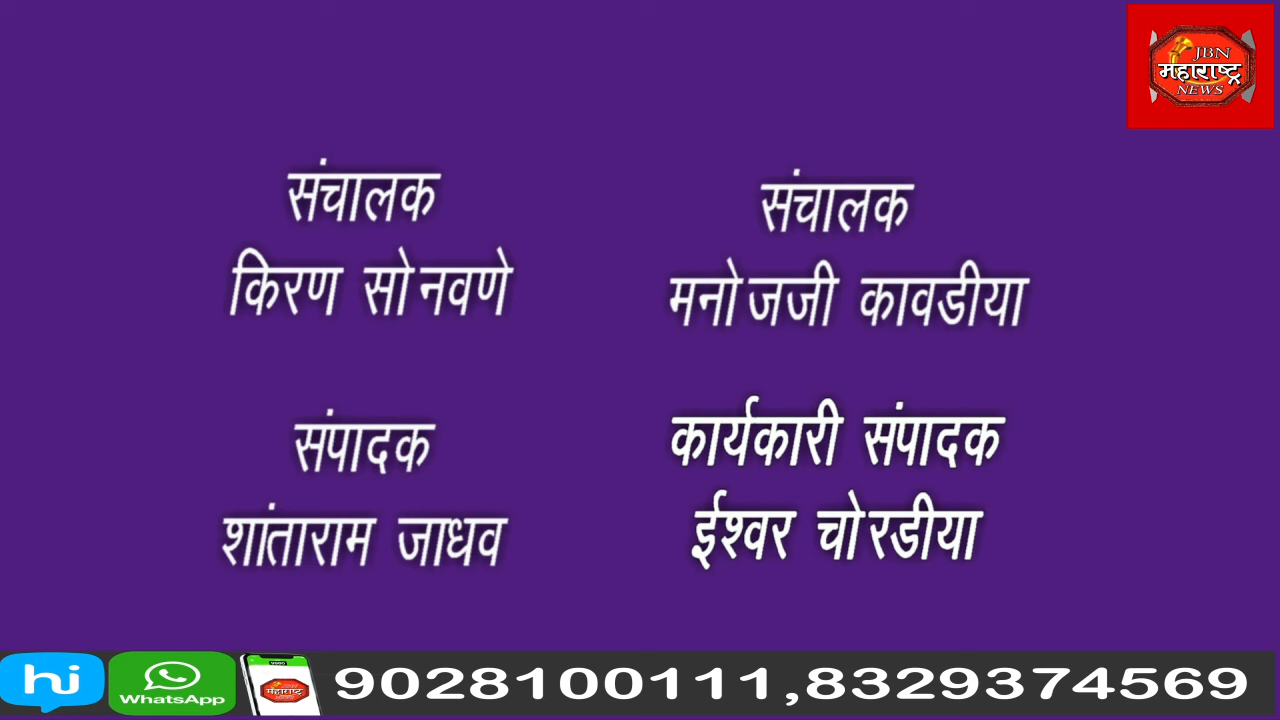 JBN
महाराष्ट्र
NEWS
संचालक
किरण सोनवणे
संचालक
मनोजजी कावडीया
संपादक
शांताराम जाधव
कार्यकारी संपादक
ईश्वर चोरडीया
hi
WhatsApp
महाराष्ट्र
9028100111,8329374569